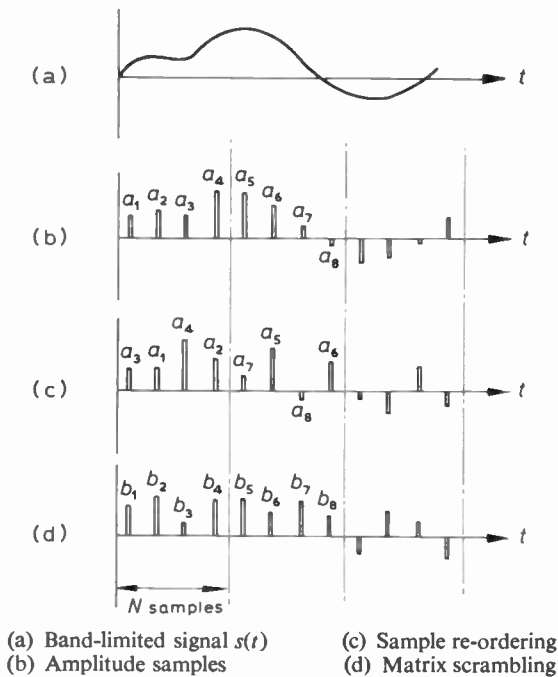 (a)
t
a₄ a₅
a₁ a₂ a₃ a₆
a₇
(b)
t
a₈
a₄
a₅
a₃ a₁ a₂ a₇ a₆
(c)
t
a₈
b₁ b₂ b₃ b₄ b₅ b₆ b₇ b₈
(d)
t
N samples
(a) Band-limited signal s(t)
(c) Sample re-ordering
(b) Amplitude samples
(d) Matrix scrambling